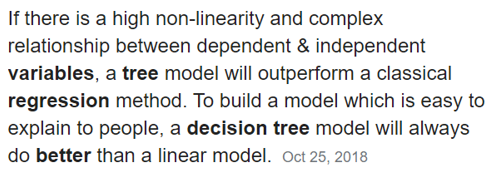 If there is a high non-linearity and complex
relationship between dependent & independent
variables, a tree model will outperform a classical
regression method. To build a model which is easy to
explain to people, a decision tree model will always
do better than a linear model. Oct 25, 2018